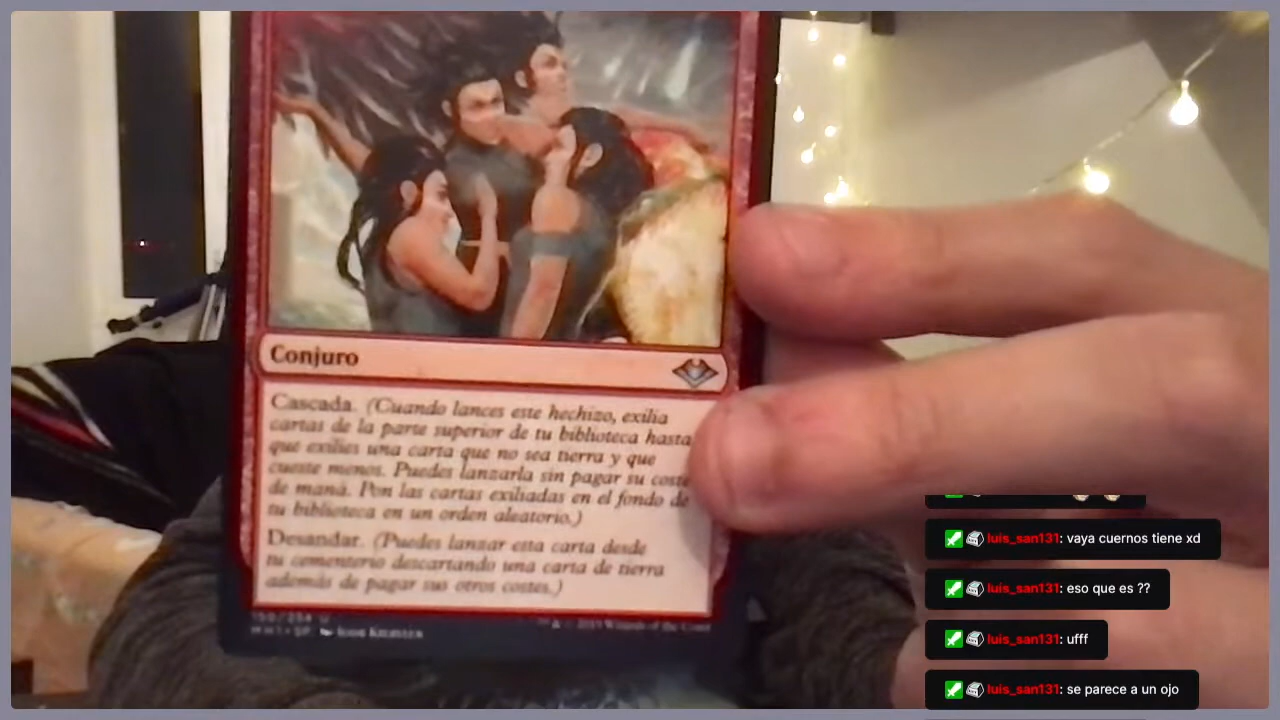 Conjuro
Cascada. (Cuando lances este hechizo, exilia
cartas de la parte superior de tu biblioteca hasta
que exilies una carta que no sea tierra y que
cueste menos. Puedes lanzarla sin pagar su coste
de maná. Pon las cartas exiliadas en el fondo de
tu biblioteca en un orden aleatorio.)
Desandar. (Puedes lanzar esta carta desde
tu cementerio descartando una carta de tierra
además de pagar sus otros costes.)
Wizards of the Coast
luis_san131: vaya cuernos tiene xd
luis_san131: eso que es ??
luis_san131: ufff
luis_san131: se parece a un ojo